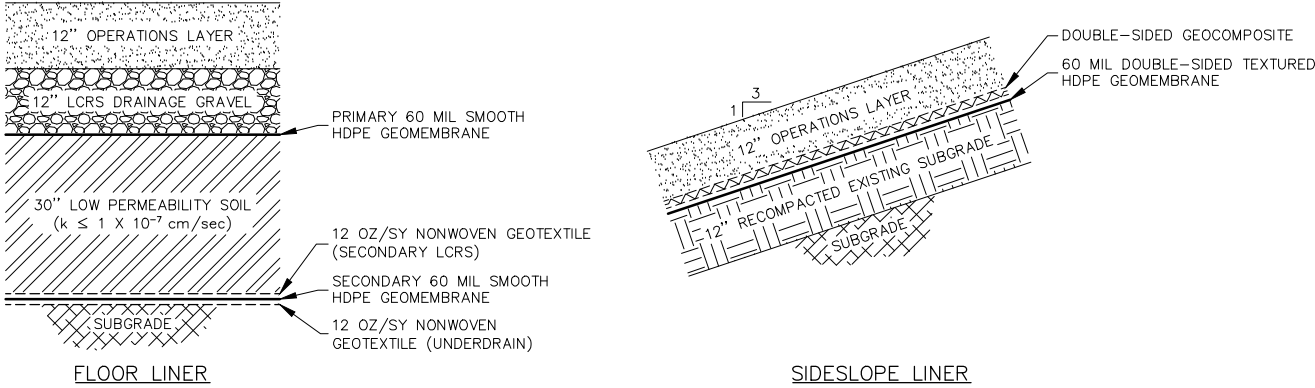 12” OPERATIONS LAYER
12” LCRS DRAINAGE GRAVEL
PRIMARY 60 MIL SMOOTH
HDPE GEOMEMBRANE
30” LOW PERMEABILITY SOIL
(k ≤ 1 X 10⁻⁷ cm/sec)
12 OZ/SY NONWOVEN GEOTEXTILE
(SECONDARY LCRS)
SECONDARY 60 MIL SMOOTH
HDPE GEOMEMBRANE
SUBGRADE
12 OZ/SY NONWOVEN
GEOTEXTILE (UNDERDRAIN)
FLOOR LINER
DOUBLE–SIDED GEOCOMPOSITE
60 MIL DOUBLE–SIDED TEXTURED
HDPE GEOMEMBRANE
3
1
12” OPERATIONS LAYER
12” RECOMPACTED EXISTING SUBGRADE
SUBGRADE
SIDESLOPE LINER